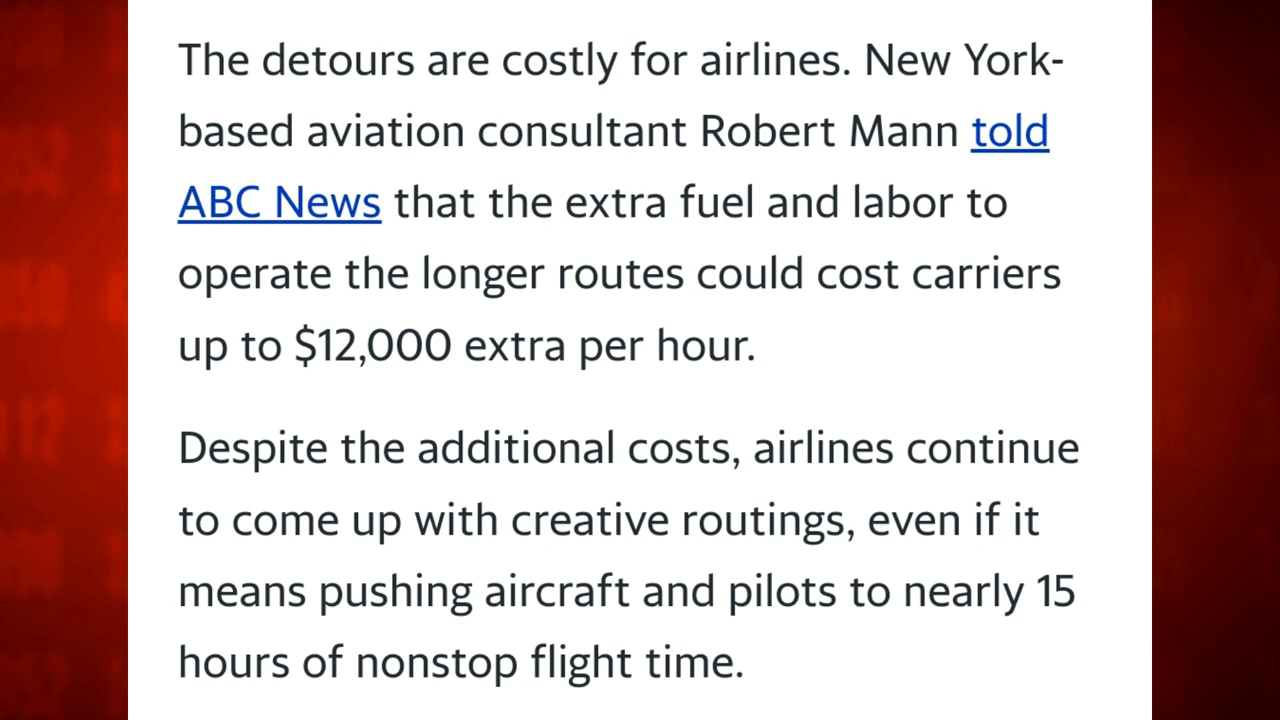 The detours are costly for airlines. New York-
based aviation consultant Robert Mann told
ABC News that the extra fuel and labor to
operate the longer routes could cost carriers
up to $12,000 extra per hour.
Despite the additional costs, airlines continue
to come up with creative routings, even if it
means pushing aircraft and pilots to nearly 15
hours of nonstop flight time.